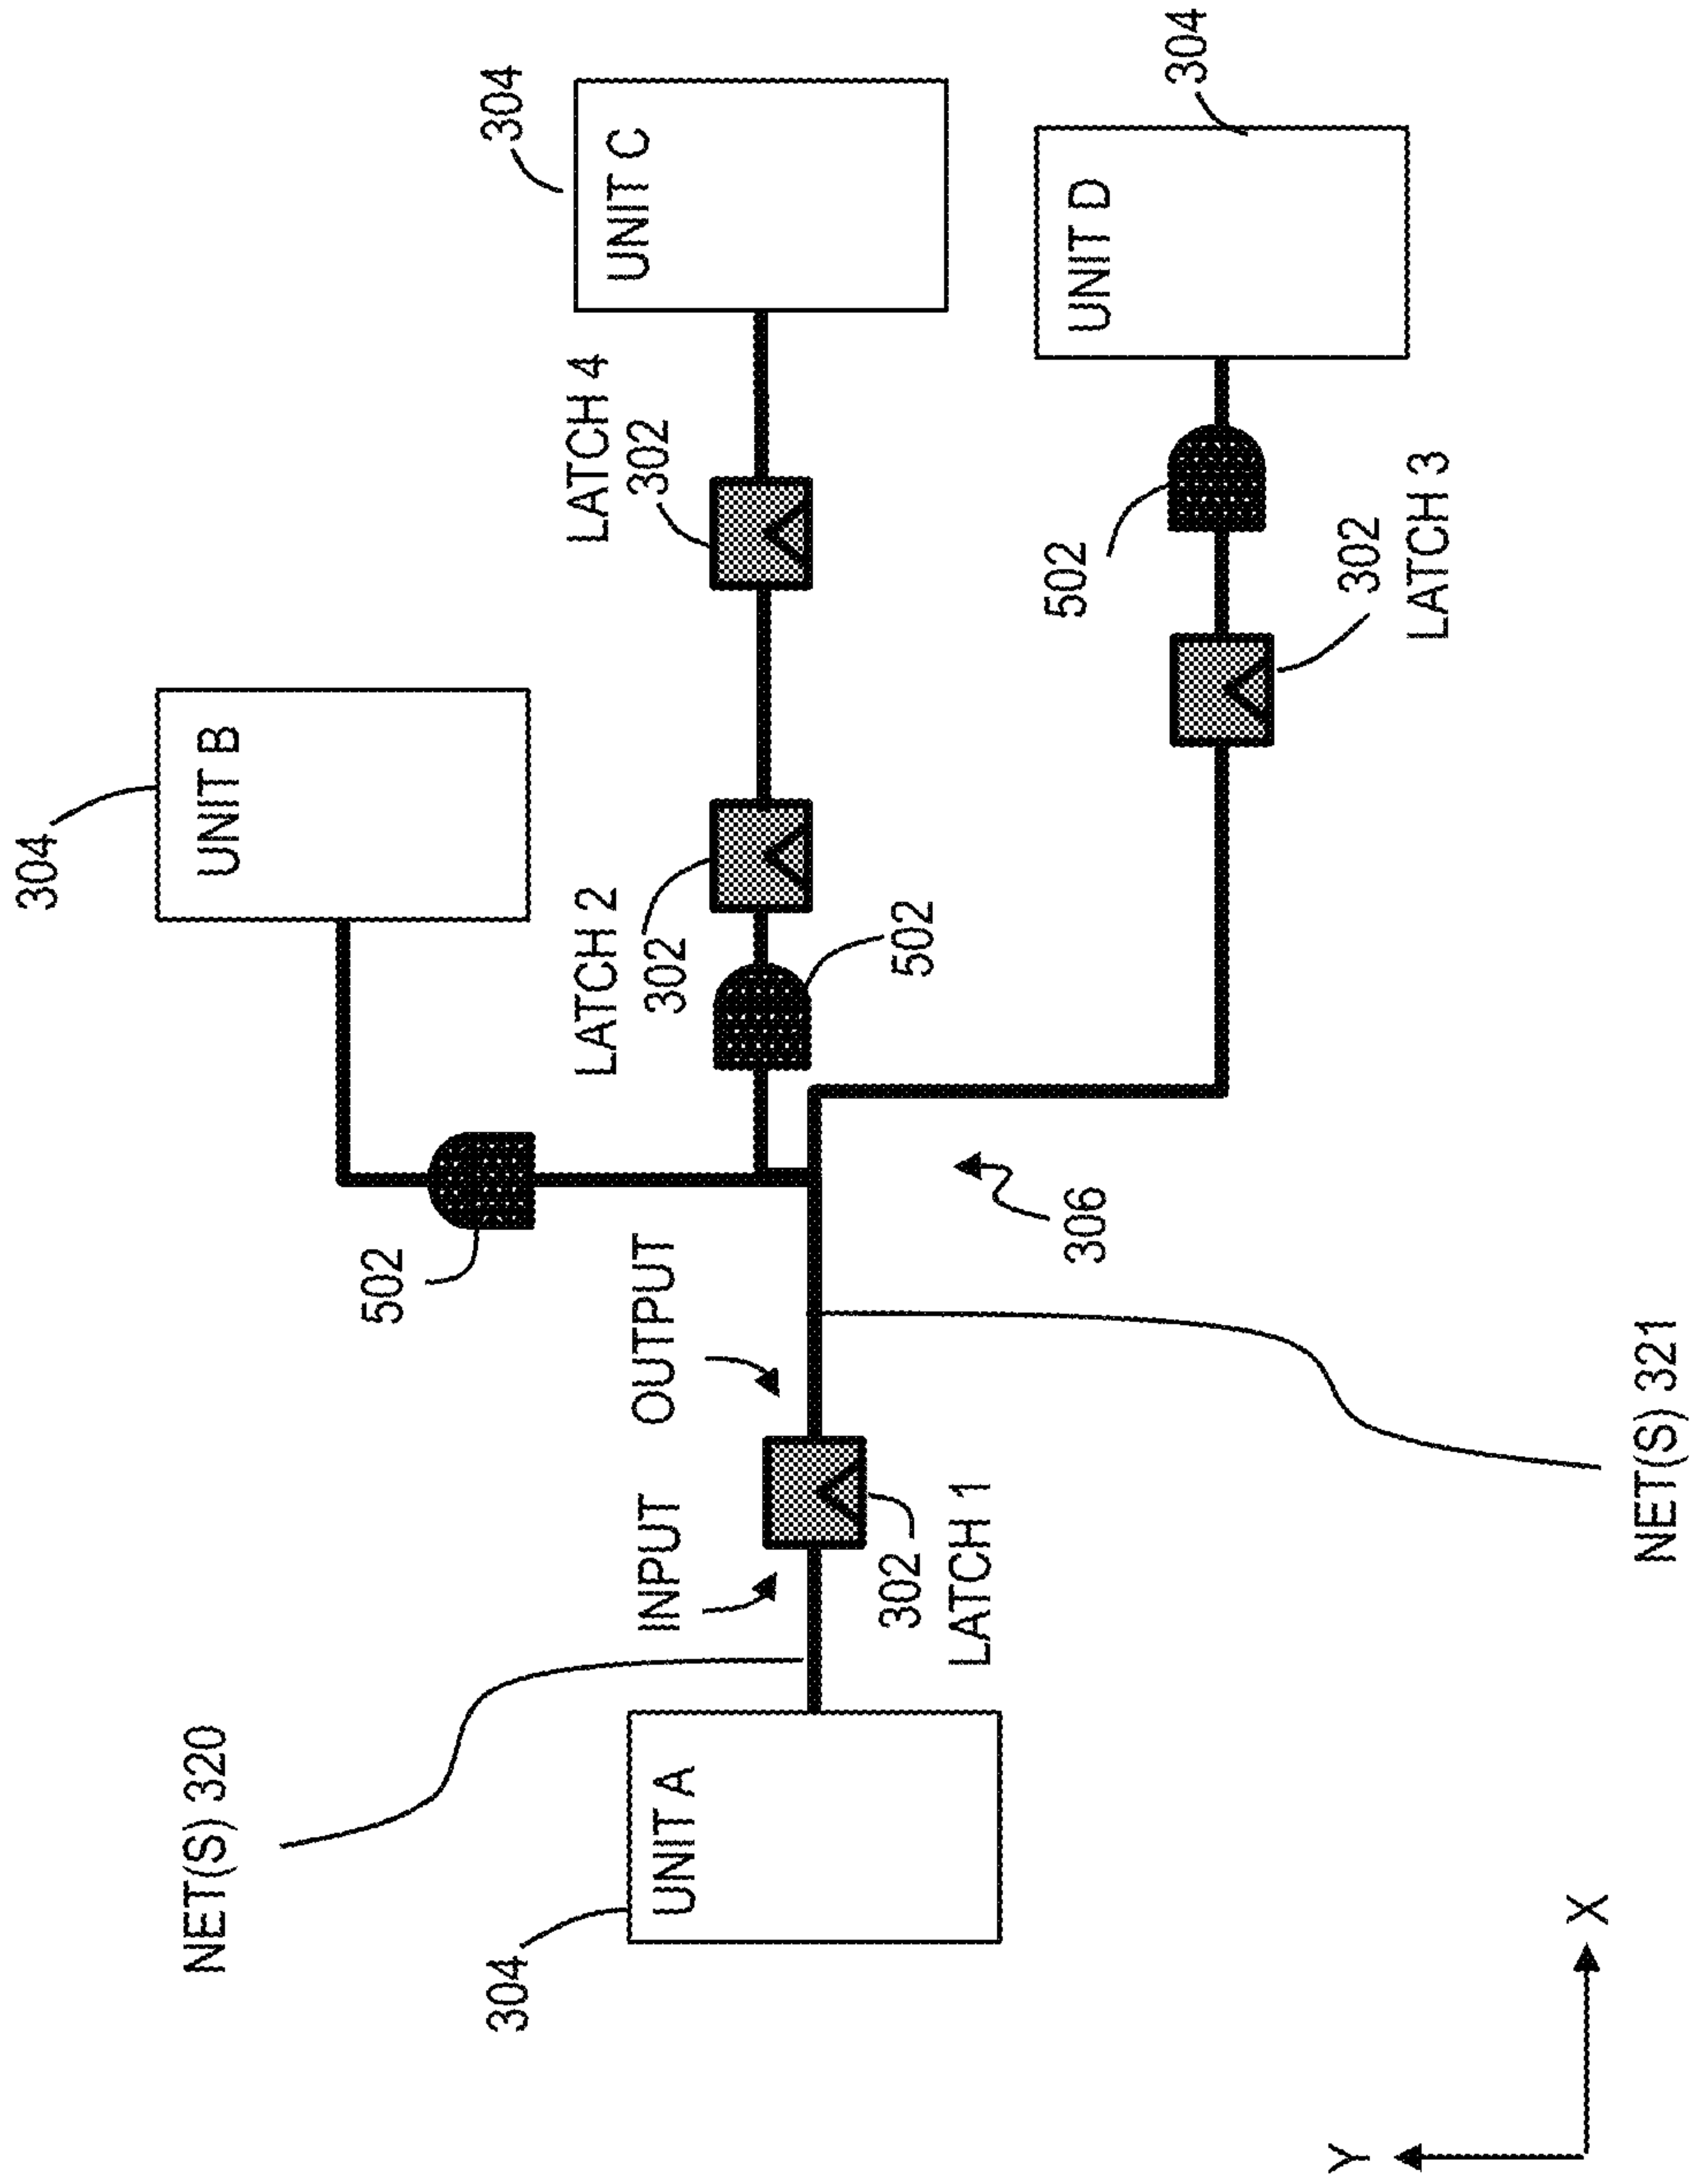 304
UNIT B
304
UNIT C
LATCH 4
302
LATCH 2
302
502
502
304
UNIT D
502
302
LATCH 3
NET(S) 320
INPUT
OUTPUT
304
UNIT A
302
LATCH 1
306
NET(S) 321
Y
X